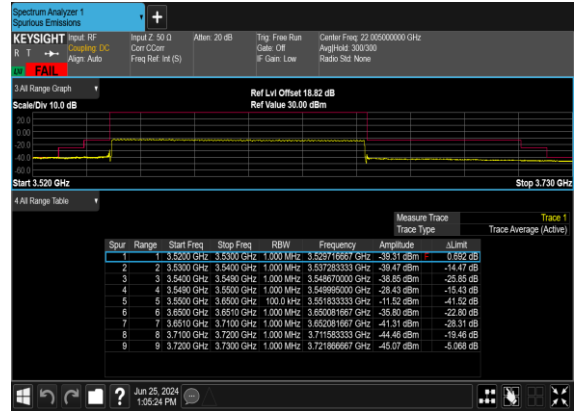 Spectrum Analyzer 1
Spurious Emissions
KEYSIGHT Input: RF Input Z: 50 Ω Atten: 20 dB Trig: Free Run Center Freq: 22.005000000 GHz
R T Coupling: DC Corr CCorr Gate: Off Avg|Hold: 300/300
Align: Auto Freq Ref: Int (S) IF Gain: Low Radio Std: None
FAIL
3 All Range Graph
Ref Lvl Offset 18.82 dB
Scale/Div 10.0 dB Ref Value 30.00 dBm
20.0
0.00
-20.0
-40.0
-60.0
Start 3.520 GHz Stop 3.730 GHz
4 All Range Table
Measure Trace Trace 1
Trace Type Trace Average (Active)
Spur Range Start Freq Stop Freq RBW Frequency Amplitude ΔLimit
1 1 3.5200 GHz 3.5300 GHz 1.000 MHz 3.529716667 GHz -39.31 dBm F 0.692 dB
2 2 3.5300 GHz 3.5400 GHz 1.000 MHz 3.537283333 GHz -39.47 dBm -14.47 dB
3 3 3.5400 GHz 3.5490 GHz 1.000 MHz 3.548670000 GHz -38.85 dBm -25.85 dB
4 4 3.5490 GHz 3.5500 GHz 1.000 MHz 3.549995000 GHz -28.43 dBm -15.43 dB
5 5 3.5500 GHz 3.6500 GHz 100.0 kHz 3.551833333 GHz -11.52 dBm -41.52 dB
6 6 3.6500 GHz 3.6510 GHz 1.000 MHz 3.650081667 GHz -35.80 dBm -22.80 dB
7 7 3.6510 GHz 3.7100 GHz 1.000 MHz 3.652081667 GHz -41.31 dBm -28.31 dB
8 8 3.7100 GHz 3.7200 GHz 1.000 MHz 3.711583333 GHz -44.46 dBm -19.46 dB
9 9 3.7200 GHz 3.7300 GHz 1.000 MHz 3.721866667 GHz -45.07 dBm -5.068 dB
Jun 25, 2024
1:05:24 PM